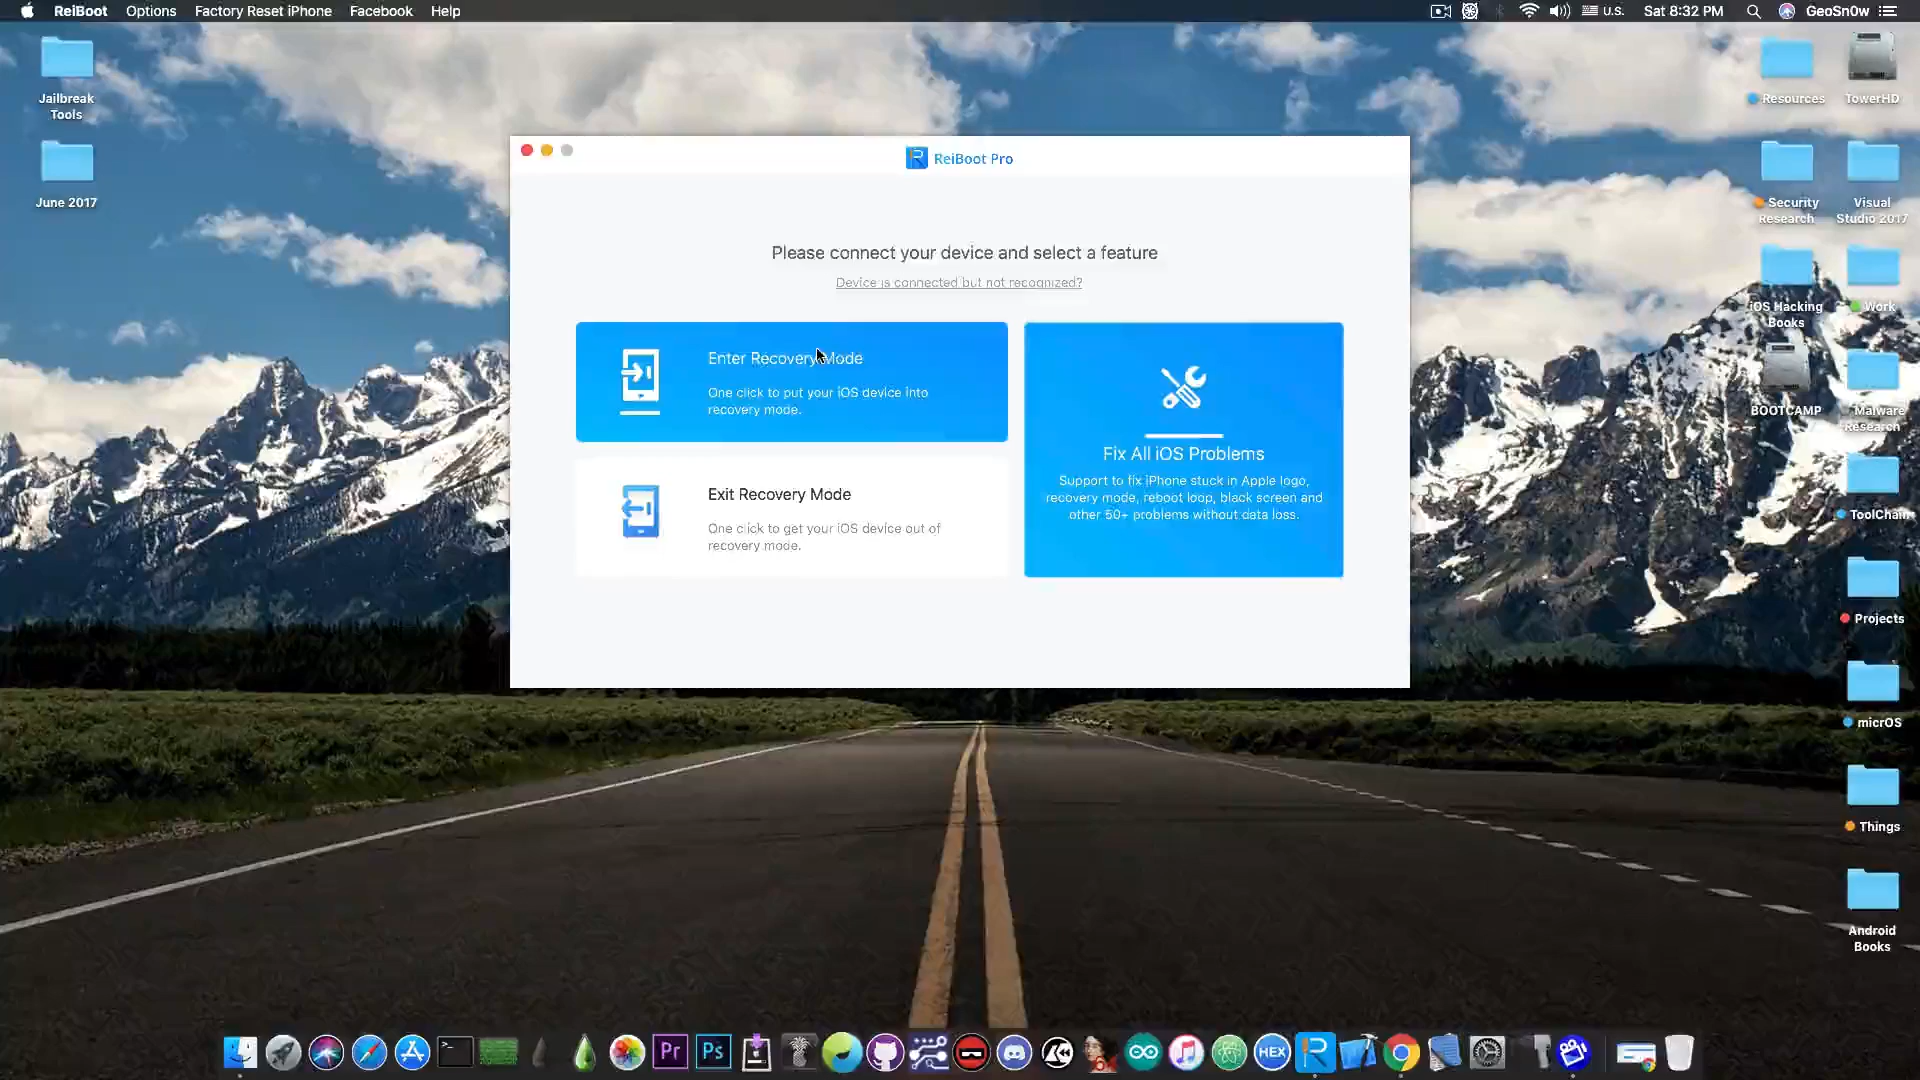 ReiBoot Options Factory Reset iPhone Facebook Help
U.S. Sat 8:32 PM GeoSn0w
Jailbreak
Tools
June 2017
Resources
TowerHD
Security
Research
Visual
Studio 2017
iOS Hacking
Books
Work
BOOTCAMP
Malware
Research
ToolChain
Projects
micrOS
Things
Android
Books
ReiBoot Pro
Please connect your device and select a feature
Device is connected but not recognized?
Enter Recovery Mode
One click to put your iOS device into
recovery mode.
Exit Recovery Mode
One click to get your iOS device out of
recovery mode.
Fix All iOS Problems
Support to fix iPhone stuck in Apple logo,
recovery mode, reboot loop, black screen and
other 50+ problems without data loss.
Pr
Ps
HEX